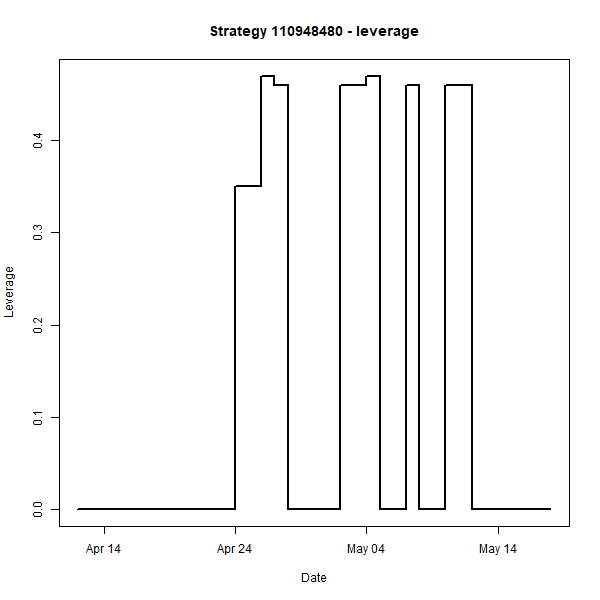 Strategy 110948480 - leverage
Leverage
0.4
0.3
0.2
0.1
0.0
Apr 14
Apr 24
May 04
May 14
Date